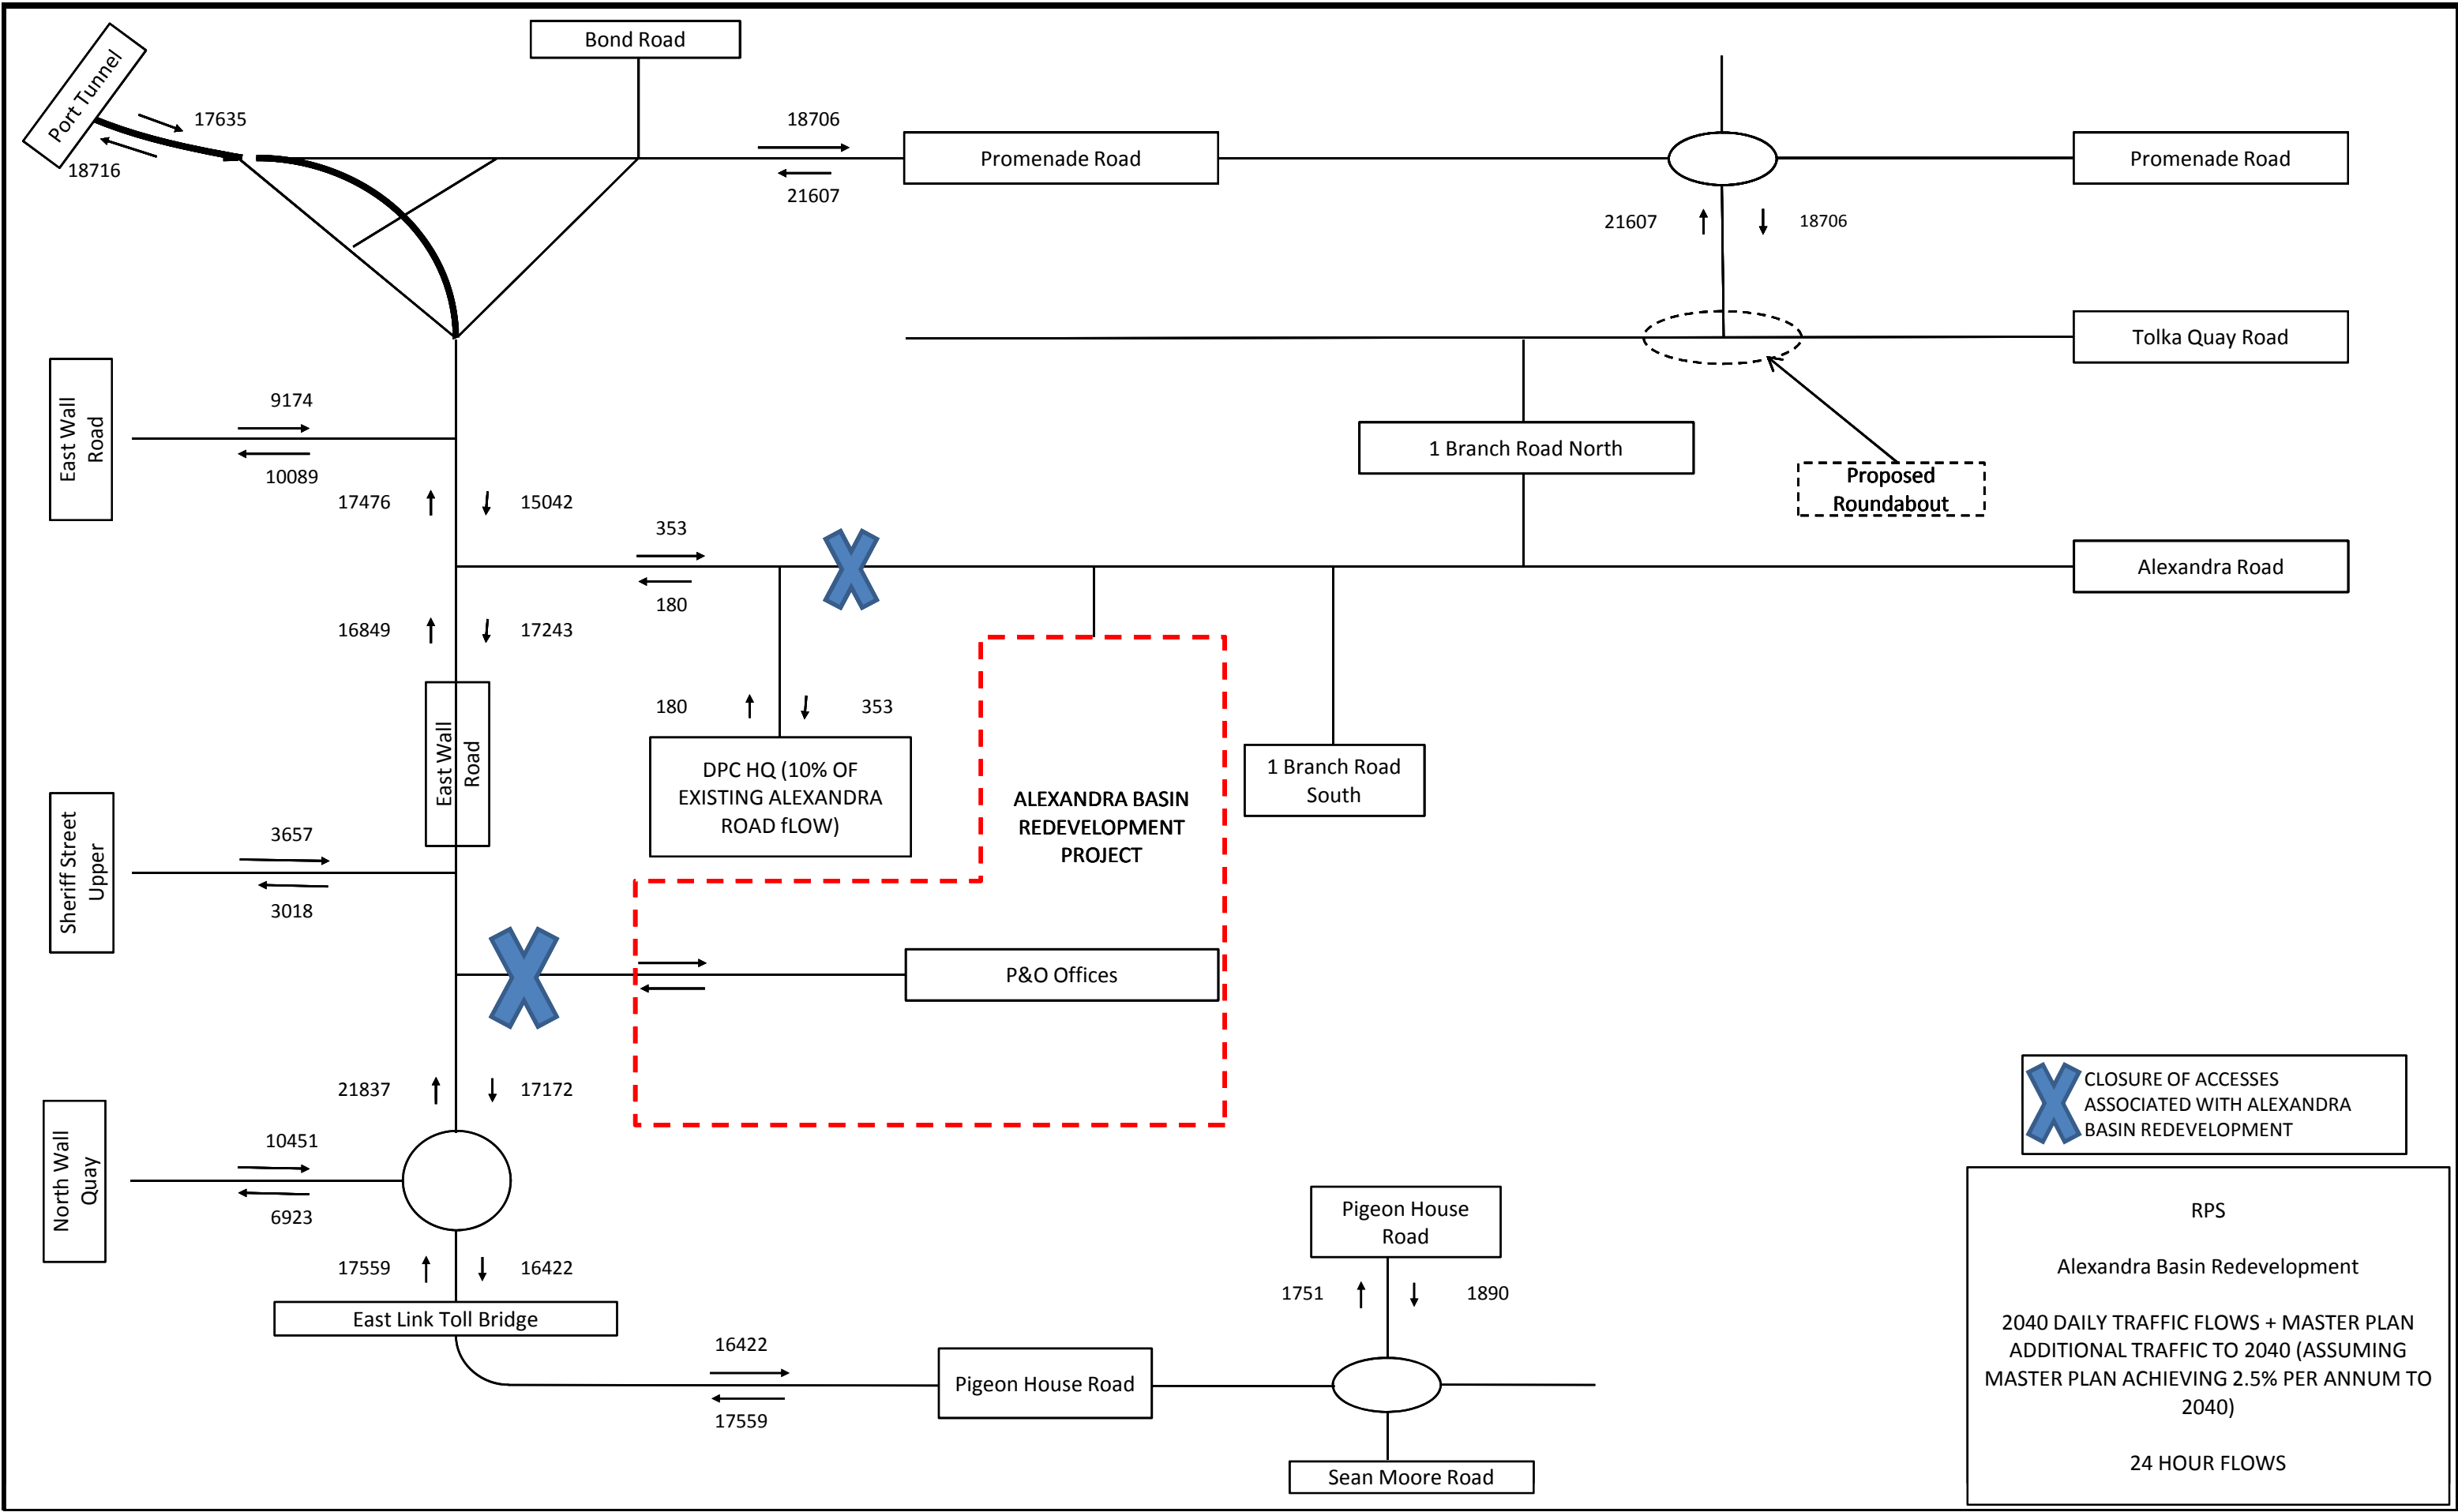 Bond Road
Port Tunnel
17635
18716
18706
21607
Promenade Road
Promenade Road
21607
18706
Tolka Quay Road
East Wall
Road
9174
10089
1 Branch Road North
Proposed
Roundabout
17476
15042
353
180
Alexandra Road
16849
17243
East Wall
Road
180
353
DPC HQ (10% OF
EXISTING ALEXANDRA
ROAD fLOW)
ALEXANDRA BASIN
REDEVELOPMENT
PROJECT
1 Branch Road
South
Sheriff Street
Upper
3657
3018
P&O Offices
21837
17172
North Wall
Quay
10451
6923
17559
16422
East Link Toll Bridge
16422
17559
Pigeon House Road
Pigeon House
Road
1751
1890
Sean Moore Road
CLOSURE OF ACCESSES
ASSOCIATED WITH ALEXANDRA
BASIN REDEVELOPMENT
RPS
Alexandra Basin Redevelopment
2040 DAILY TRAFFIC FLOWS + MASTER PLAN
ADDITIONAL TRAFFIC TO 2040 (ASSUMING
MASTER PLAN ACHIEVING 2.5% PER ANNUM TO
2040)
24 HOUR FLOWS